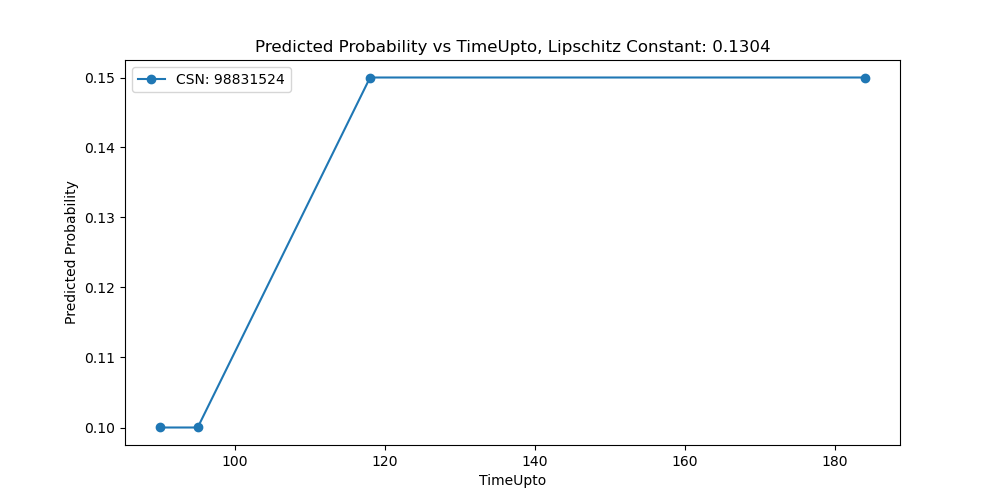 Predicted Probability vs TimeUpto, Lipschitz Constant: 0.1304
CSN: 98831524
0.15
0.14
0.13
0.12
0.11
0.10
Predicted Probability
100
120
140
160
180
TimeUpto